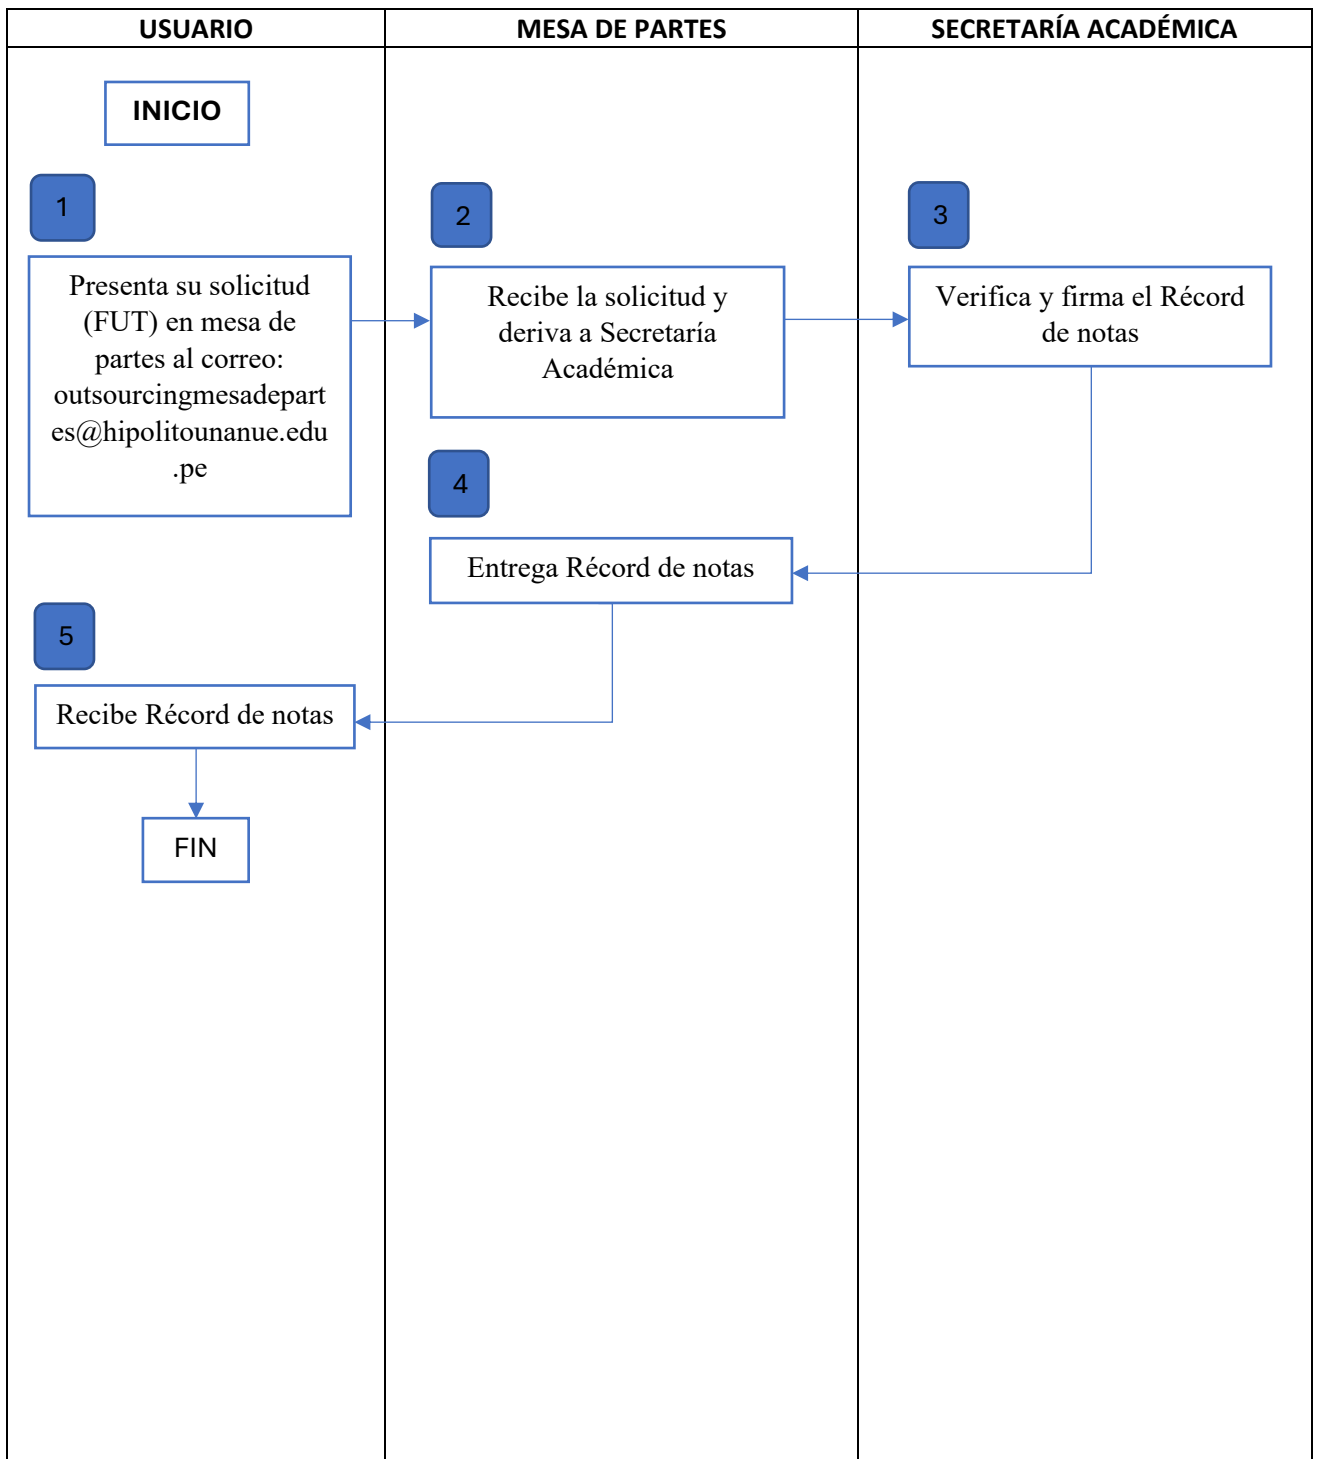 USUARIO
MESA DE PARTES
SECRETARÍA ACADÉMICA
INICIO
1
Presenta su solicitud
(FUT) en mesa de
partes al correo:
outsourcingmesadepart
es@hipolitounanue.edu
.pe
2
Recibe la solicitud y
deriva a Secretaría
Académica
3
Verifica y firma el Récord
de notas
4
Entrega Récord de notas
5
Recibe Récord de notas
FIN